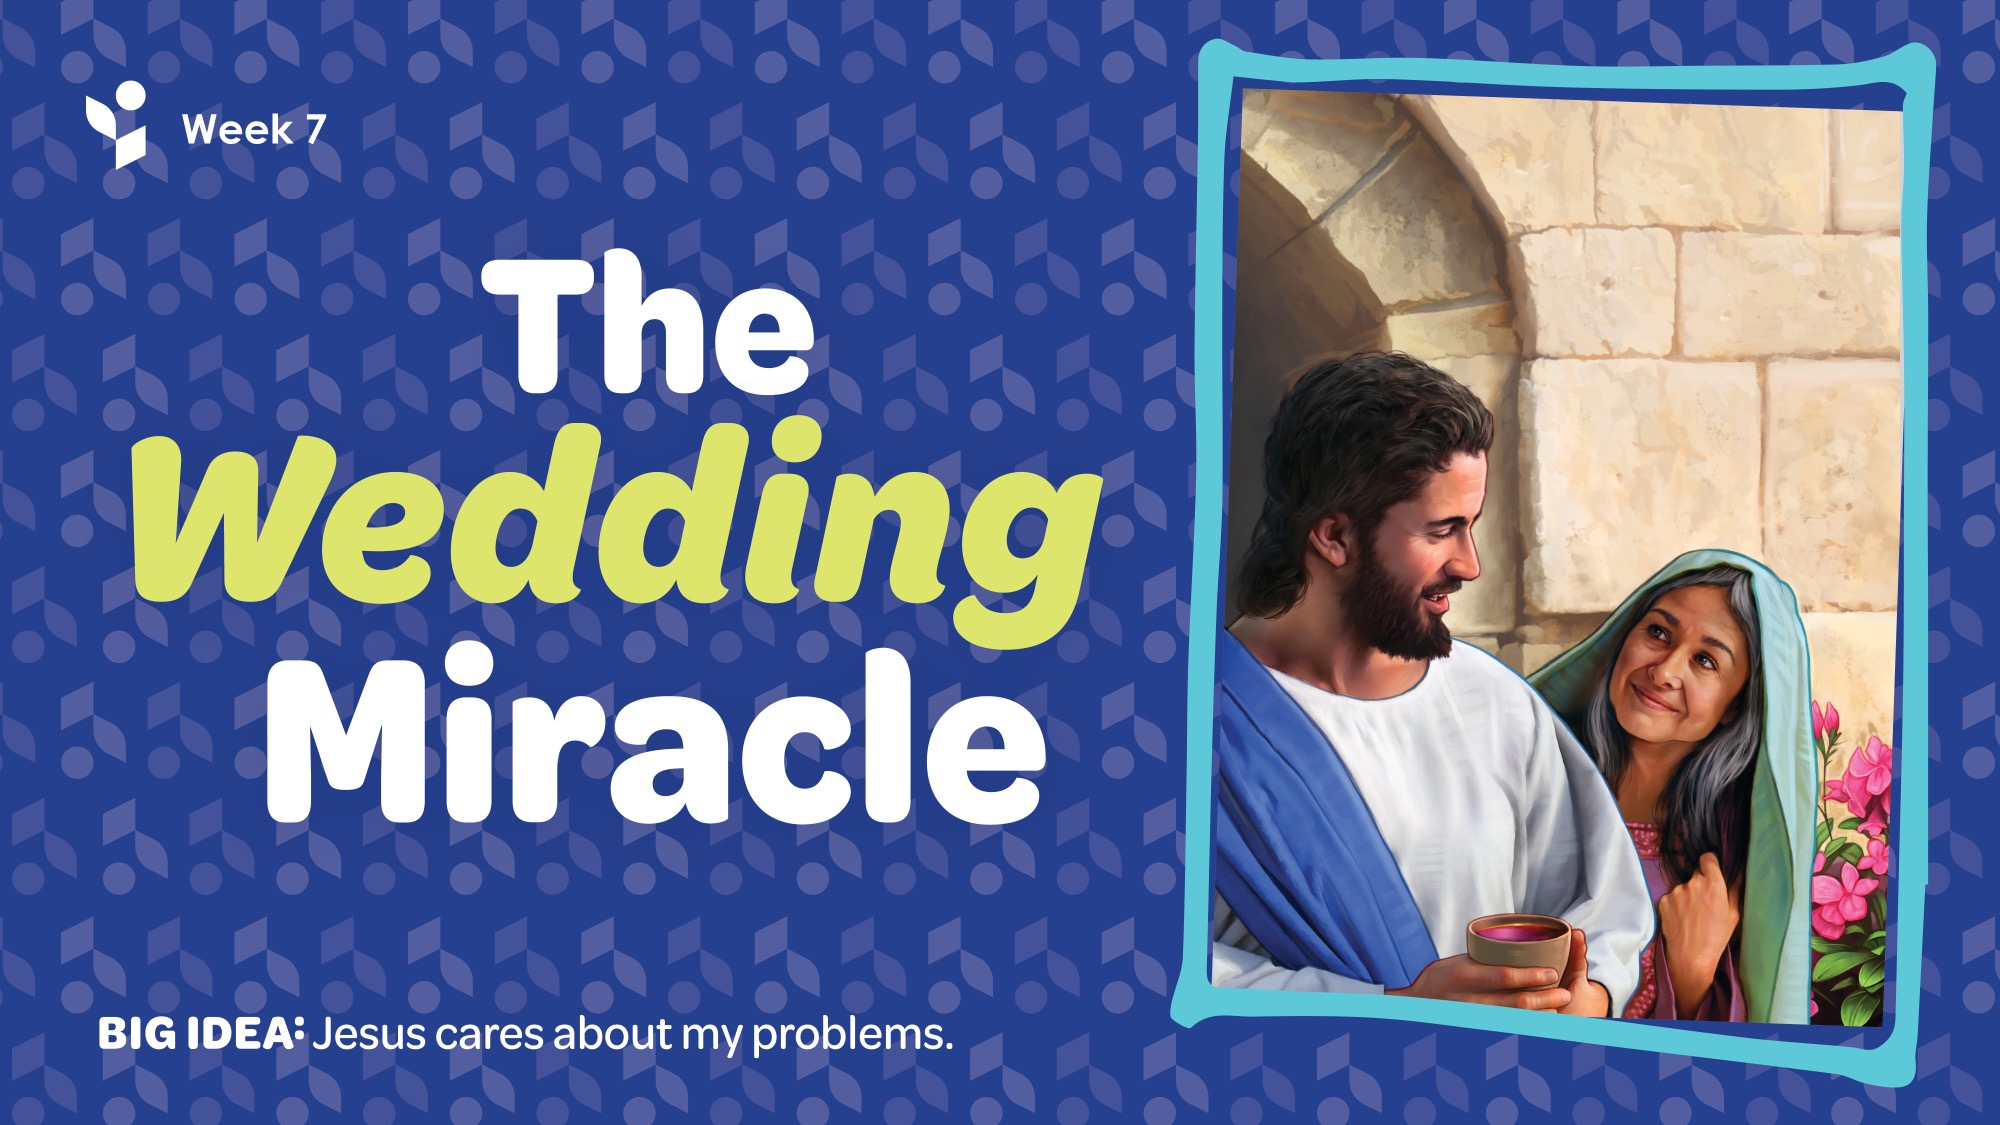 Week 7
The
Wedding
Miracle
BIG IDEA: Jesus cares about my problems.